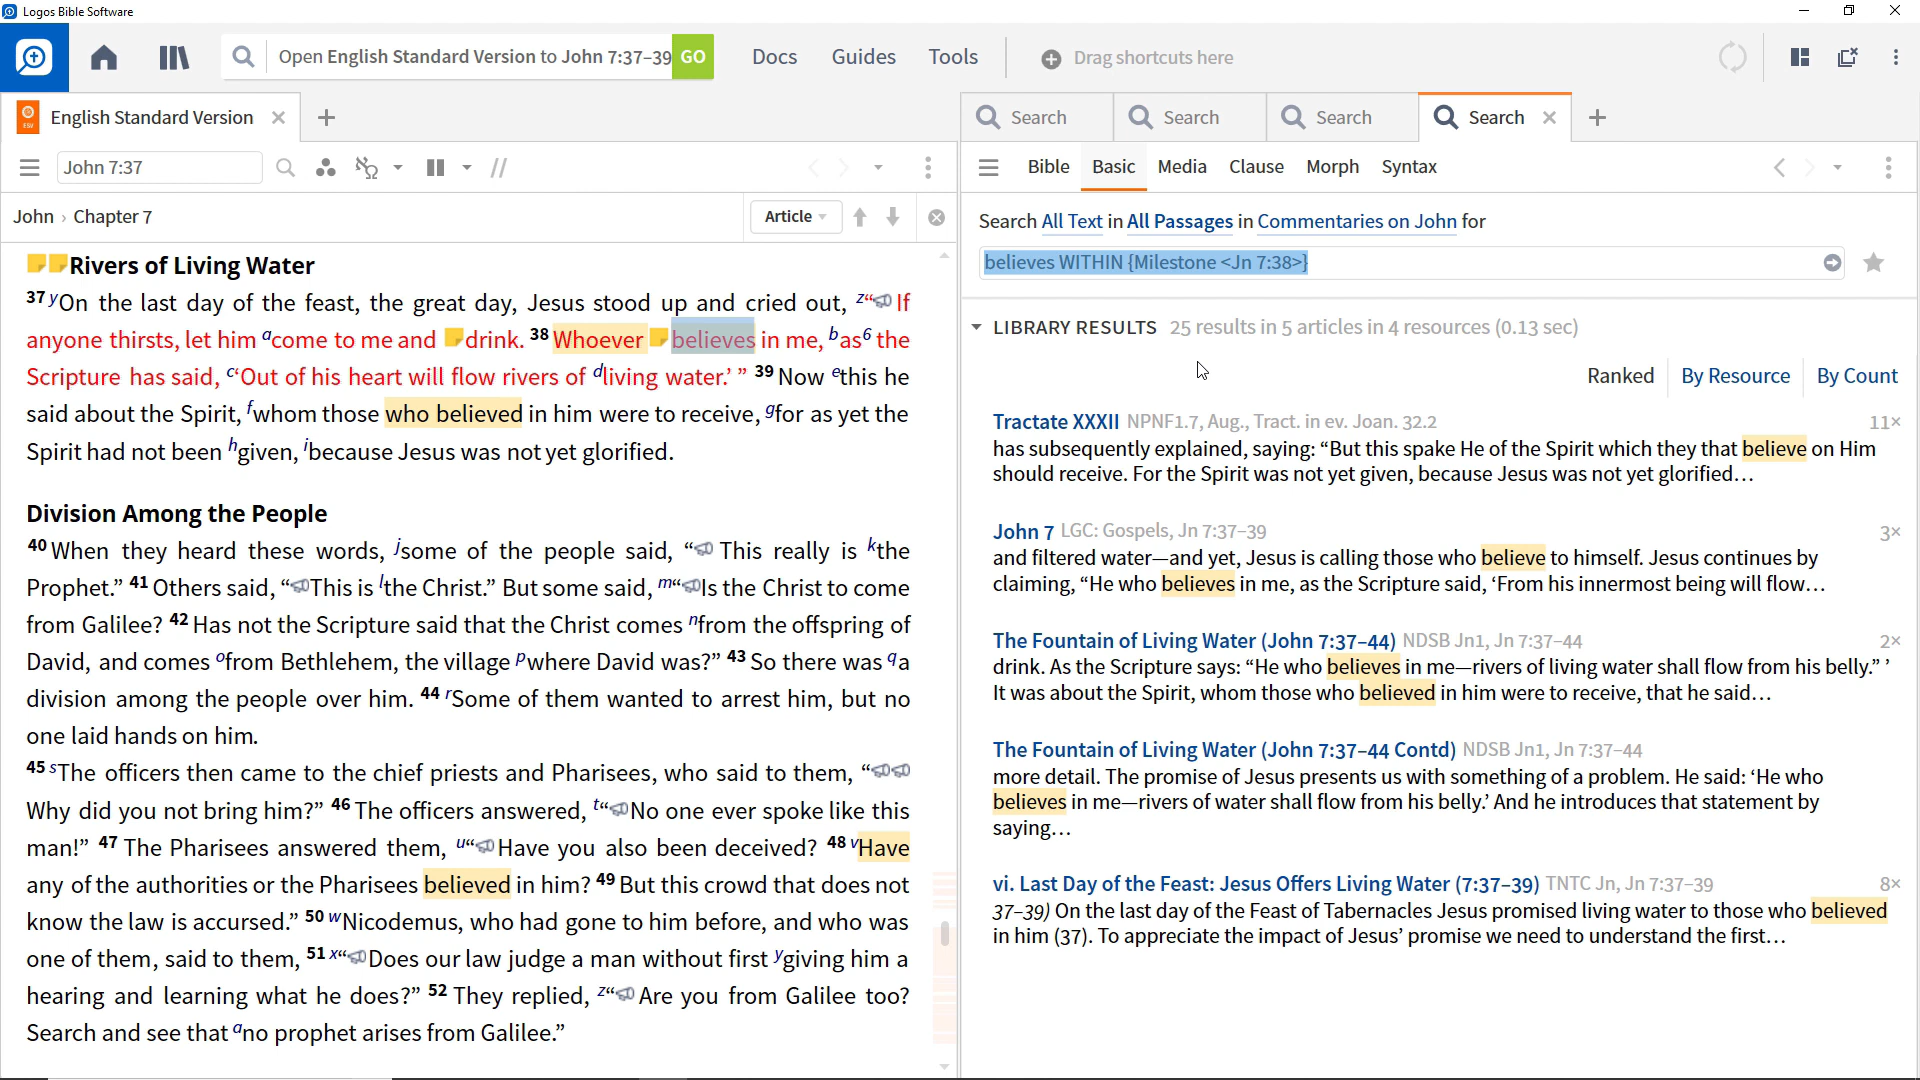 Logos Bible Software
Open English Standard Version to John 7:37–39 GO Docs Guides Tools Drag shortcuts here
English Standard Version
Search Search Search Search
John 7:37
Bible Basic Media Clause Morph Syntax
John › Chapter 7
Article
Search All Text in All Passages in Commentaries on John for
believes WITHIN {Milestone <Jn 7:38>}
Rivers of Living Water
37 yOn the last day of the feast, the great day, Jesus stood up and cried out, z“If
anyone thirsts, let him acome to me and drink. 38 Whoever believes in me, bas6 the
Scripture has said, c‘Out of his heart will flow rivers of dliving water.’ ” 39 Now ethis he
said about the Spirit, fwhom those who believed in him were to receive, gfor as yet the
Spirit had not been hgiven, ibecause Jesus was not yet glorified.
Division Among the People
40 When they heard these words, jsome of the people said, “This really is kthe
Prophet.” 41 Others said, “This is lthe Christ.” But some said, m“Is the Christ to come
from Galilee? 42 Has not the Scripture said that the Christ comes nfrom the offspring of
David, and comes ofrom Bethlehem, the village pwhere David was?” 43 So there was qa
division among the people over him. 44 rSome of them wanted to arrest him, but no
one laid hands on him.
45 sThe officers then came to the chief priests and Pharisees, who said to them, “
Why did you not bring him?” 46 The officers answered, t“No one ever spoke like this
man!” 47 The Pharisees answered them, u“Have you also been deceived? 48 vHave
any of the authorities or the Pharisees believed in him? 49 But this crowd that does not
know the law is accursed.” 50 wNicodemus, who had gone to him before, and who was
one of them, said to them, 51 x“Does our law judge a man without first ygiving him a
hearing and learning what he does?” 52 They replied, z“Are you from Galilee too?
Search and see that ano prophet arises from Galilee.”
LIBRARY RESULTS 25 results in 5 articles in 4 resources (0.13 sec)
Ranked By Resource By Count
Tractate XXXII NPNF1.7, Aug., Tract. in ev. Joan. 32.2 11×
has subsequently explained, saying: “But this spake He of the Spirit which they that believe on Him
should receive. For the Spirit was not yet given, because Jesus was not yet glorified…
John 7 LGC: Gospels, Jn 7:37–39 3×
and filtered water—and yet, Jesus is calling those who believe to himself. Jesus continues by
claiming, “He who believes in me, as the Scripture said, ‘From his innermost being will flow…
The Fountain of Living Water (John 7:37–44) NDSB Jn1, Jn 7:37–44 2×
drink. As the Scripture says: “He who believes in me—rivers of living water shall flow from his belly.” ’
It was about the Spirit, whom those who believed in him were to receive, that he said…
The Fountain of Living Water (John 7:37–44 Contd) NDSB Jn1, Jn 7:37–44
more detail. The promise of Jesus presents us with something of a problem. He said: ‘He who
believes in me—rivers of water shall flow from his belly.’ And he introduces that statement by
saying…
vi. Last Day of the Feast: Jesus Offers Living Water (7:37–39) TNTC Jn, Jn 7:37–39 8×
37–39) On the last day of the Feast of Tabernacles Jesus promised living water to those who believed
in him (37). To appreciate the impact of Jesus’ promise we need to understand the first…